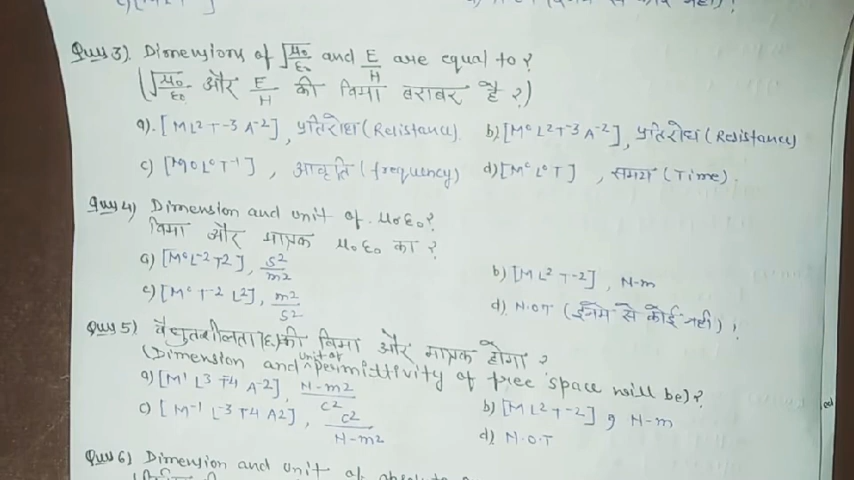 Ques 3). Dimensions of √μ₀/ε₀ and E/H are equal to ?
(√μ₀/ε₀ और E/H की विमा बराबर है ?)
a). [ML²T⁻³A⁻²], प्रतिरोध (Resistance). b) [M⁰L²T⁻³A⁻²], प्रतिरोध (Resistance)
c) [M0L⁰T⁻¹], आवृति (frequency) d) [M⁰L⁰T], समय (Time).
Ques 4) Dimension and unit of. μ₀ε₀?
विमा और मात्रक μ₀ε₀ का ?
a) [M⁰L⁻²T²], s²/m² b) [ML²T⁻²], N-m
c) [M⁰T⁻²L²], m²/s² d) N.O.T (इनमे से कोई नही) !
Ques 5) वैधुतशीलता (ε₀) की विमा और मात्रक होगा ?
(Dimension and unit of permittivity of free space will be) ?
a) [M¹L³T⁴A⁻²], N-m²/c² b) [ML²T⁻²], N-m
c) [M⁻¹L⁻³T⁴A²], c²/N-m² d) N.O.T
Ques 6) Dimension and unit of